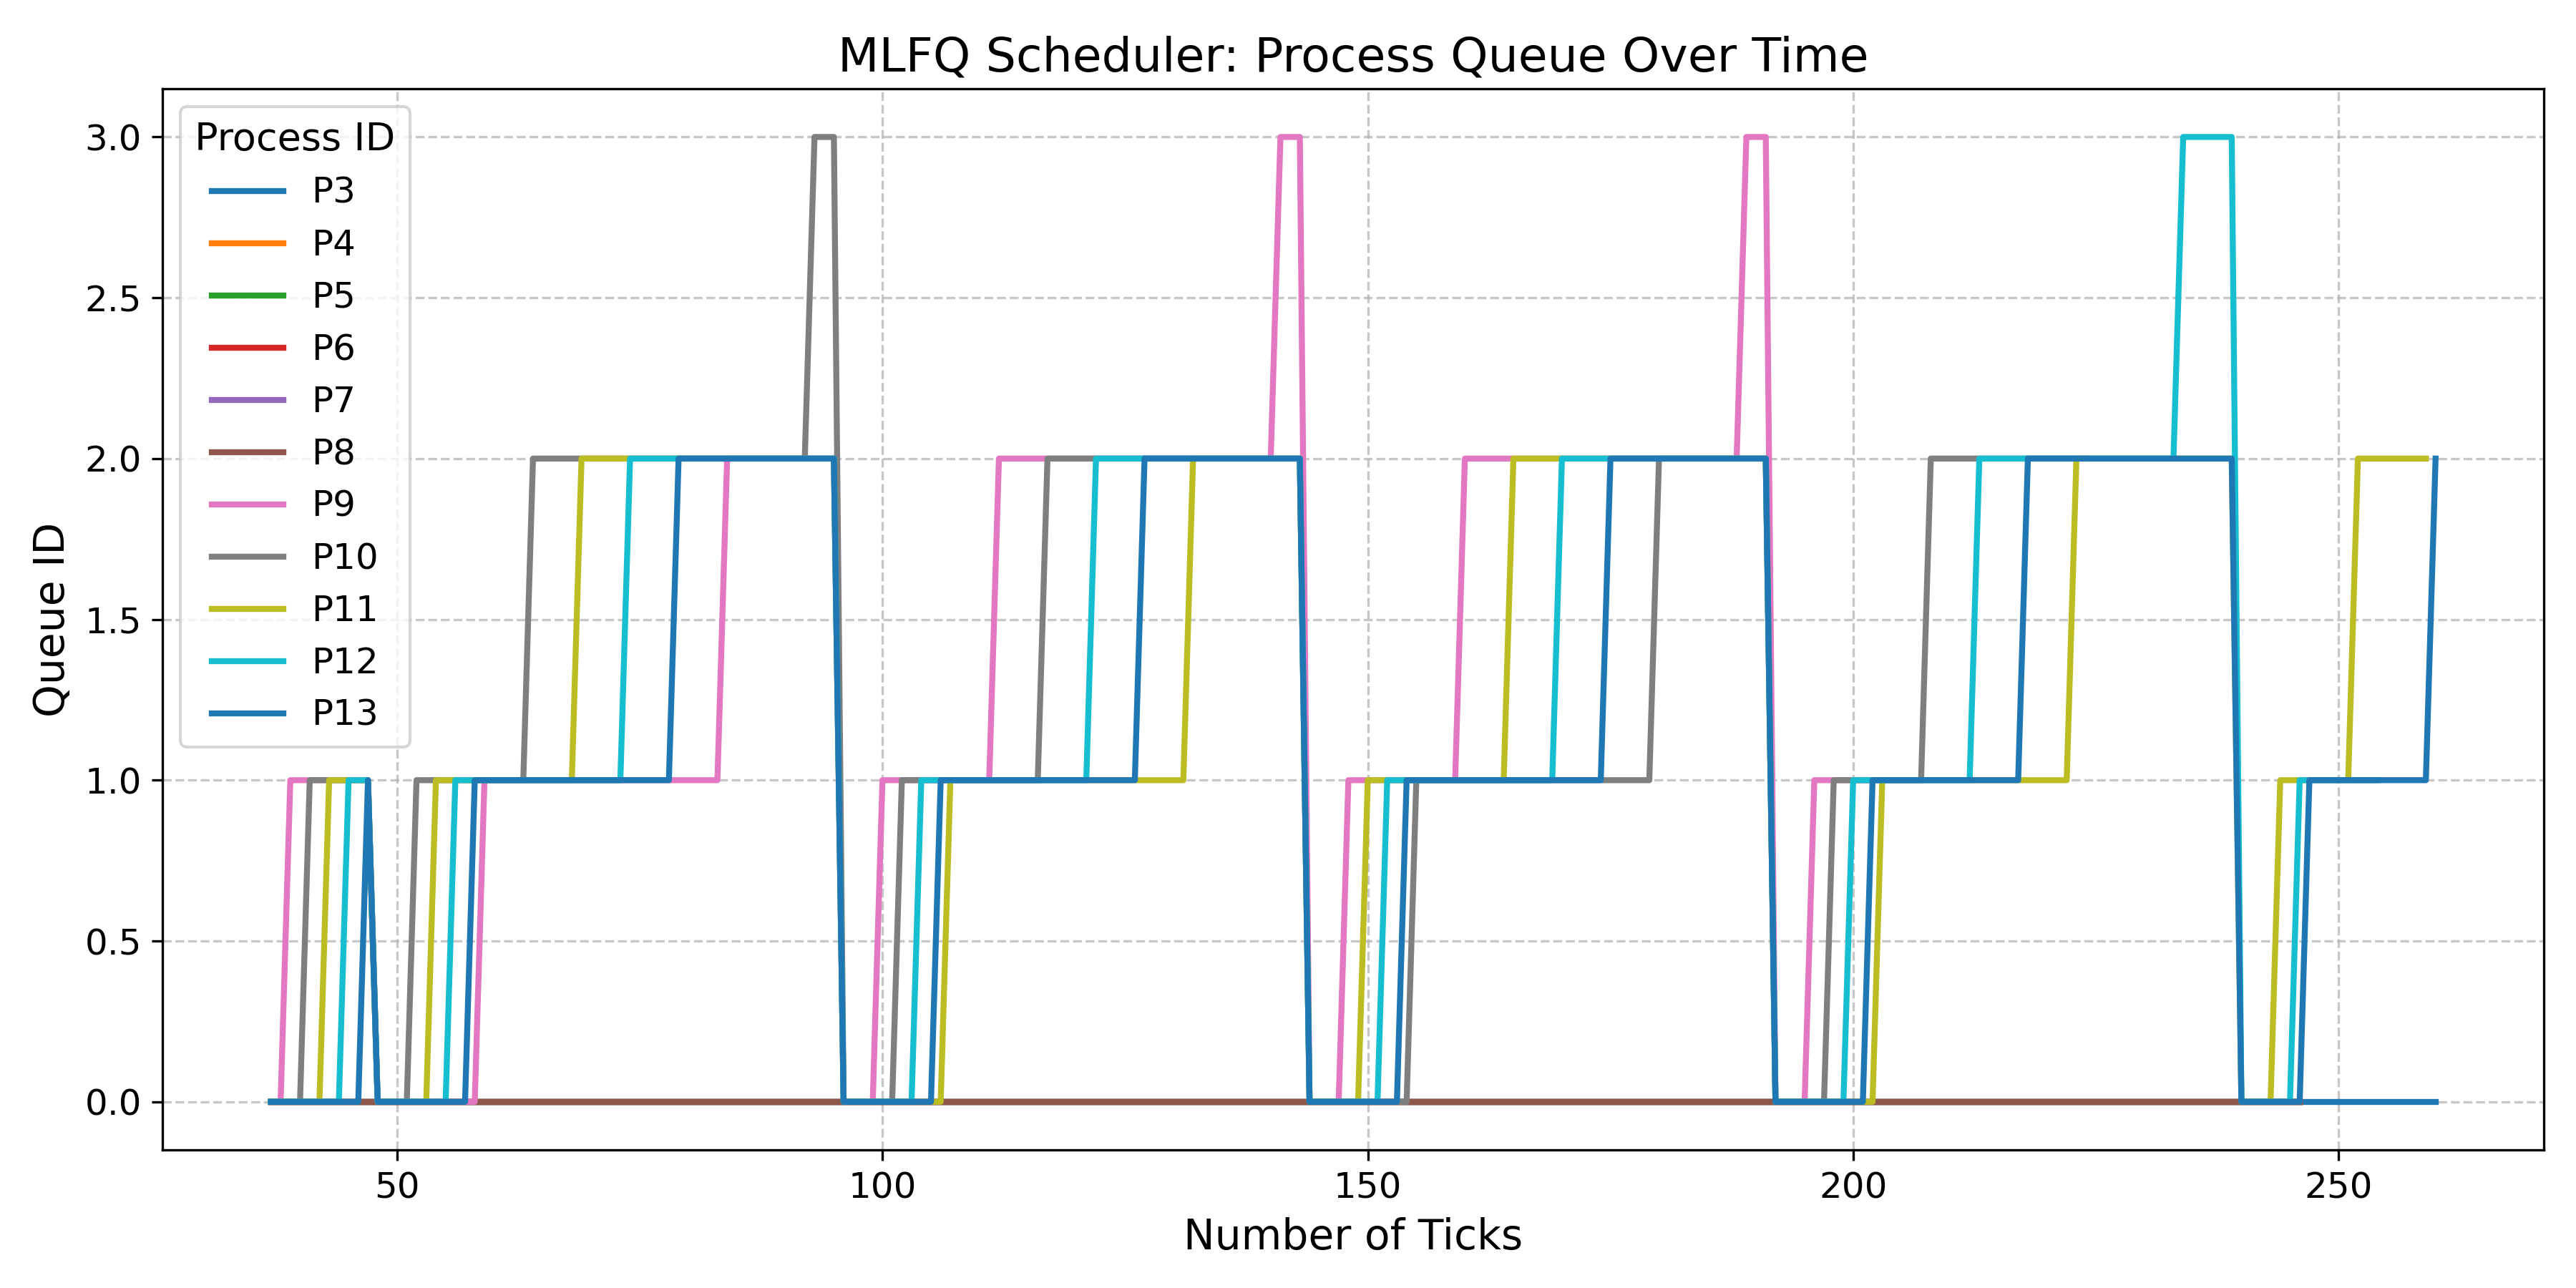 MLFQ Scheduler: Process Queue Over Time
Process ID
P3
P4
P5
P6
P7
P8
P9
P10
P11
P12
P13
Queue ID
3.0
2.5
2.0
1.5
1.0
0.5
0.0
50
100
150
200
250
Number of Ticks